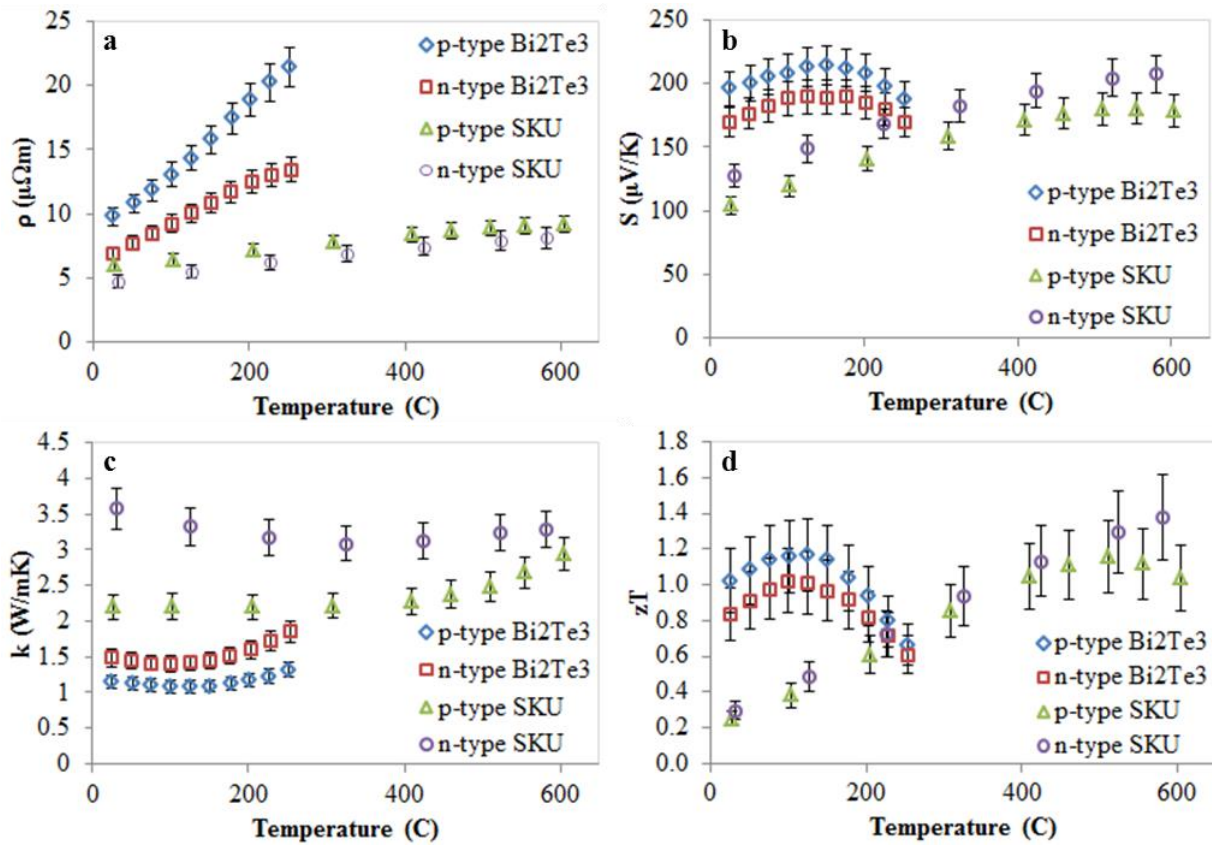 a
25
20
15
10
5
0
ρ (μΩm)
p-type Bi2Te3
n-type Bi2Te3
p-type SKU
n-type SKU
0 200 400 600
Temperature (C)
b
250
200
150
100
50
0
S (μV/K)
p-type Bi2Te3
n-type Bi2Te3
p-type SKU
n-type SKU
0 200 400 600
Temperature (C)
c
4.5
4
3.5
3
2.5
2
1.5
1
0.5
0
k (W/mK)
p-type Bi2Te3
n-type Bi2Te3
p-type SKU
n-type SKU
0 200 400 600
Temperature (C)
d
1.8
1.6
1.4
1.2
1.0
0.8
0.6
0.4
0.2
0.0
zT
p-type Bi2Te3
n-type Bi2Te3
p-type SKU
n-type SKU
0 200 400 600
Temperature (C)